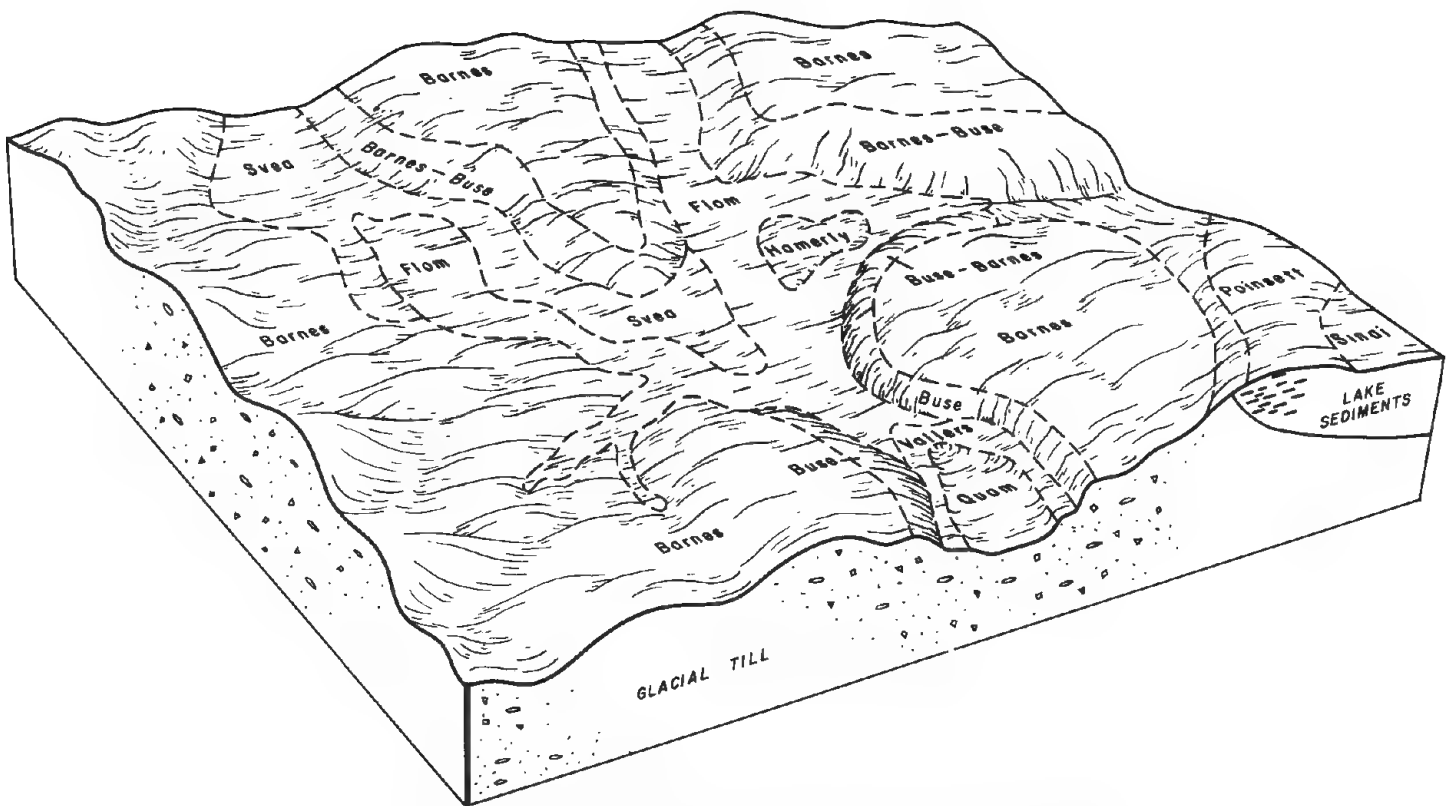 Barnes
Barnes
Barnes-Buse
Svea
Barnes-Buse
Flom
Hamerly
Flom
Buse-Barnes
Poinsett
Svea
Barnes
Barnes
Sinai
Buse
LAKE
SEDIMENTS
Vallers
Buse
Quam
Barnes
GLACIAL TILL